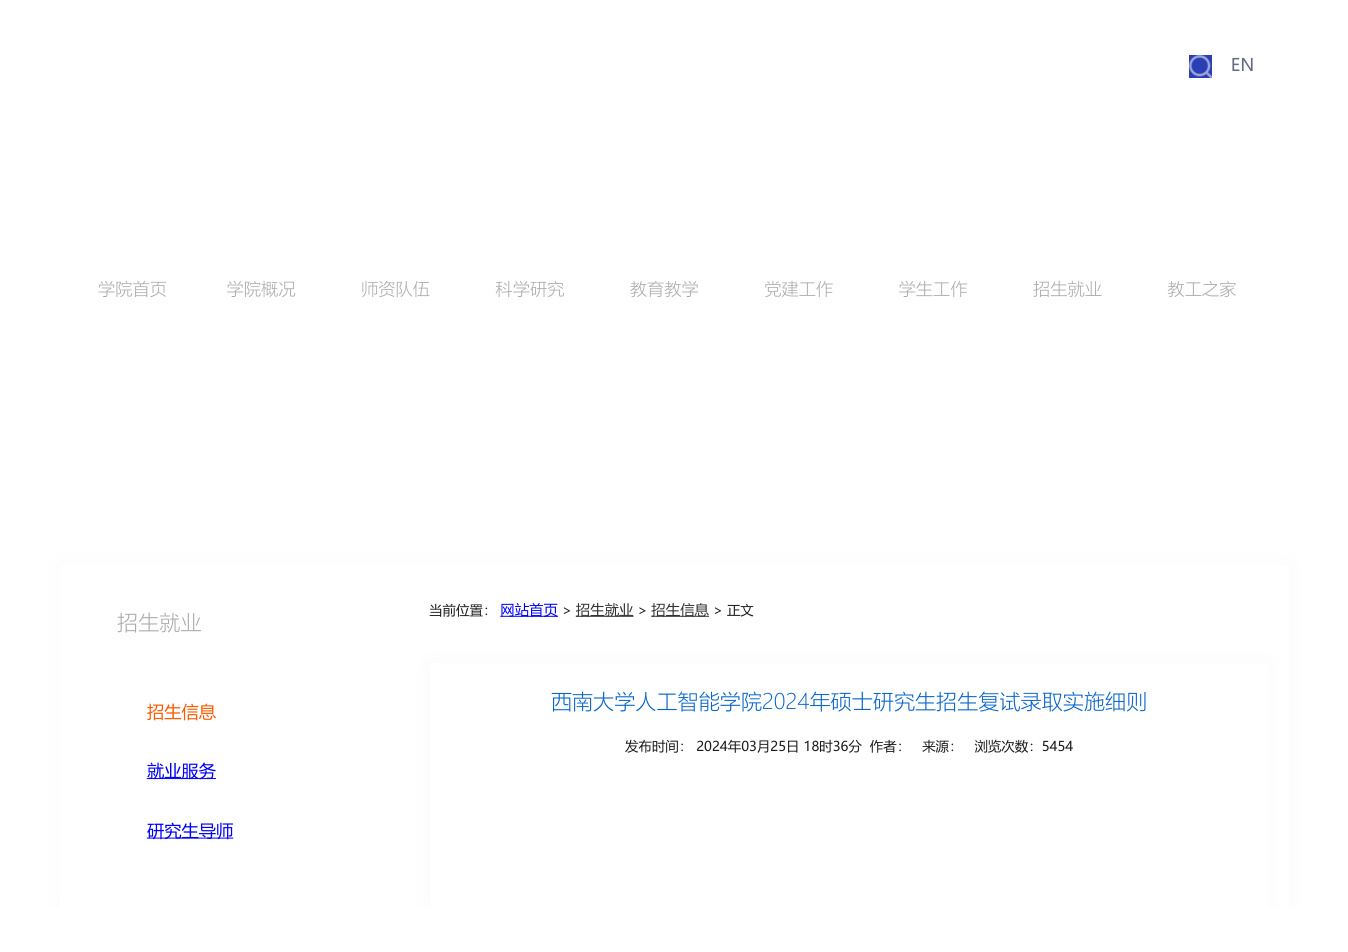 EN
学院首页 学院概况 师资队伍 科学研究 教育教学 党建工作 学生工作 招生就业 教工之家
招生就业
当前位置： 网站首页 > 招生就业 > 招生信息 > 正文
西南大学人工智能学院2024年硕士研究生招生复试录取实施细则
发布时间： 2024年03月25日 18时36分 作者： 来源： 浏览次数：5454
招生信息
就业服务
研究生导师